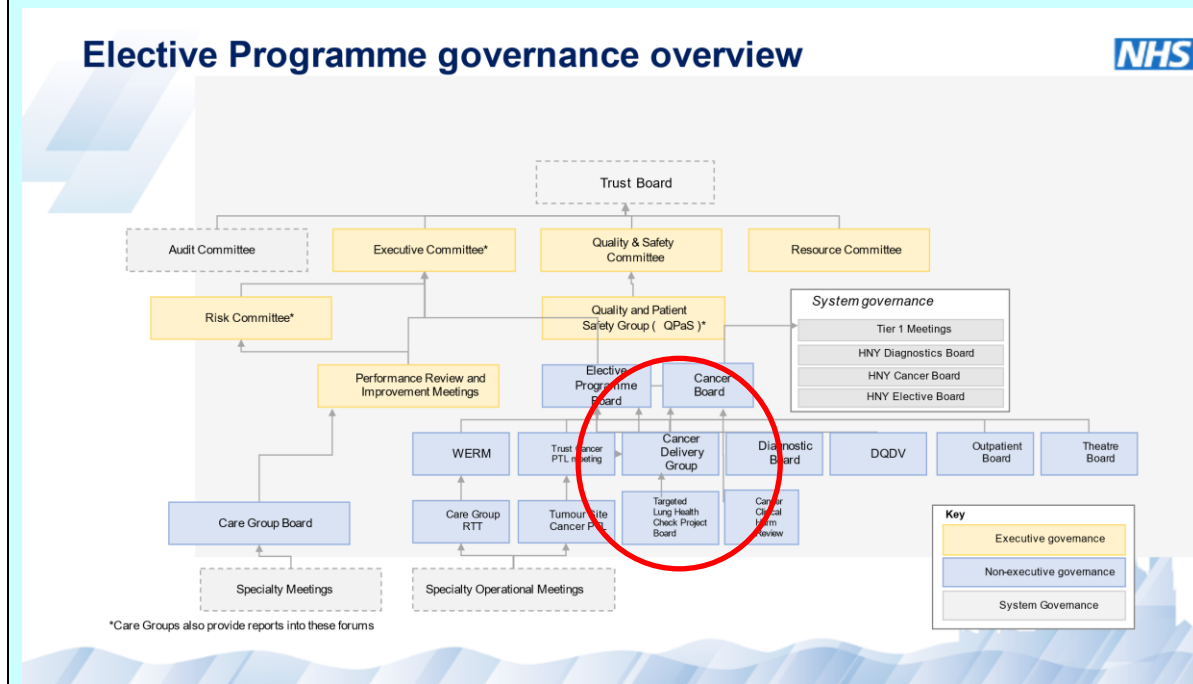 Elective Programme governance overview
NHS
Trust Board
Audit Committee
Executive Committee*
Quality & Safety
Committee
Resource Committee
Risk Committee*
Quality and Patient
Safety Group ( QPaS )*
System governance
Tier 1 Meetings
HNY Diagnostics Board
HNY Cancer Board
HNY Elective Board
Performance Review and
Improvement Meetings
Elective
Programme
Board
Cancer
Board
WERM
Trust Cancer
PTL meeting
Cancer
Delivery
Group
Diagnostic
Board
DQDV
Outpatient
Board
Theatre
Board
Care Group Board
Care Group
RTT
Tumour Site
Cancer PTL
Targeted
Lung Health
Check Project
Board
Cancer
Clinical
Harm
Review
Specialty Meetings
Specialty Operational Meetings
Key
Executive governance
Non-executive governance
System Governance
*Care Groups also provide reports into these forums